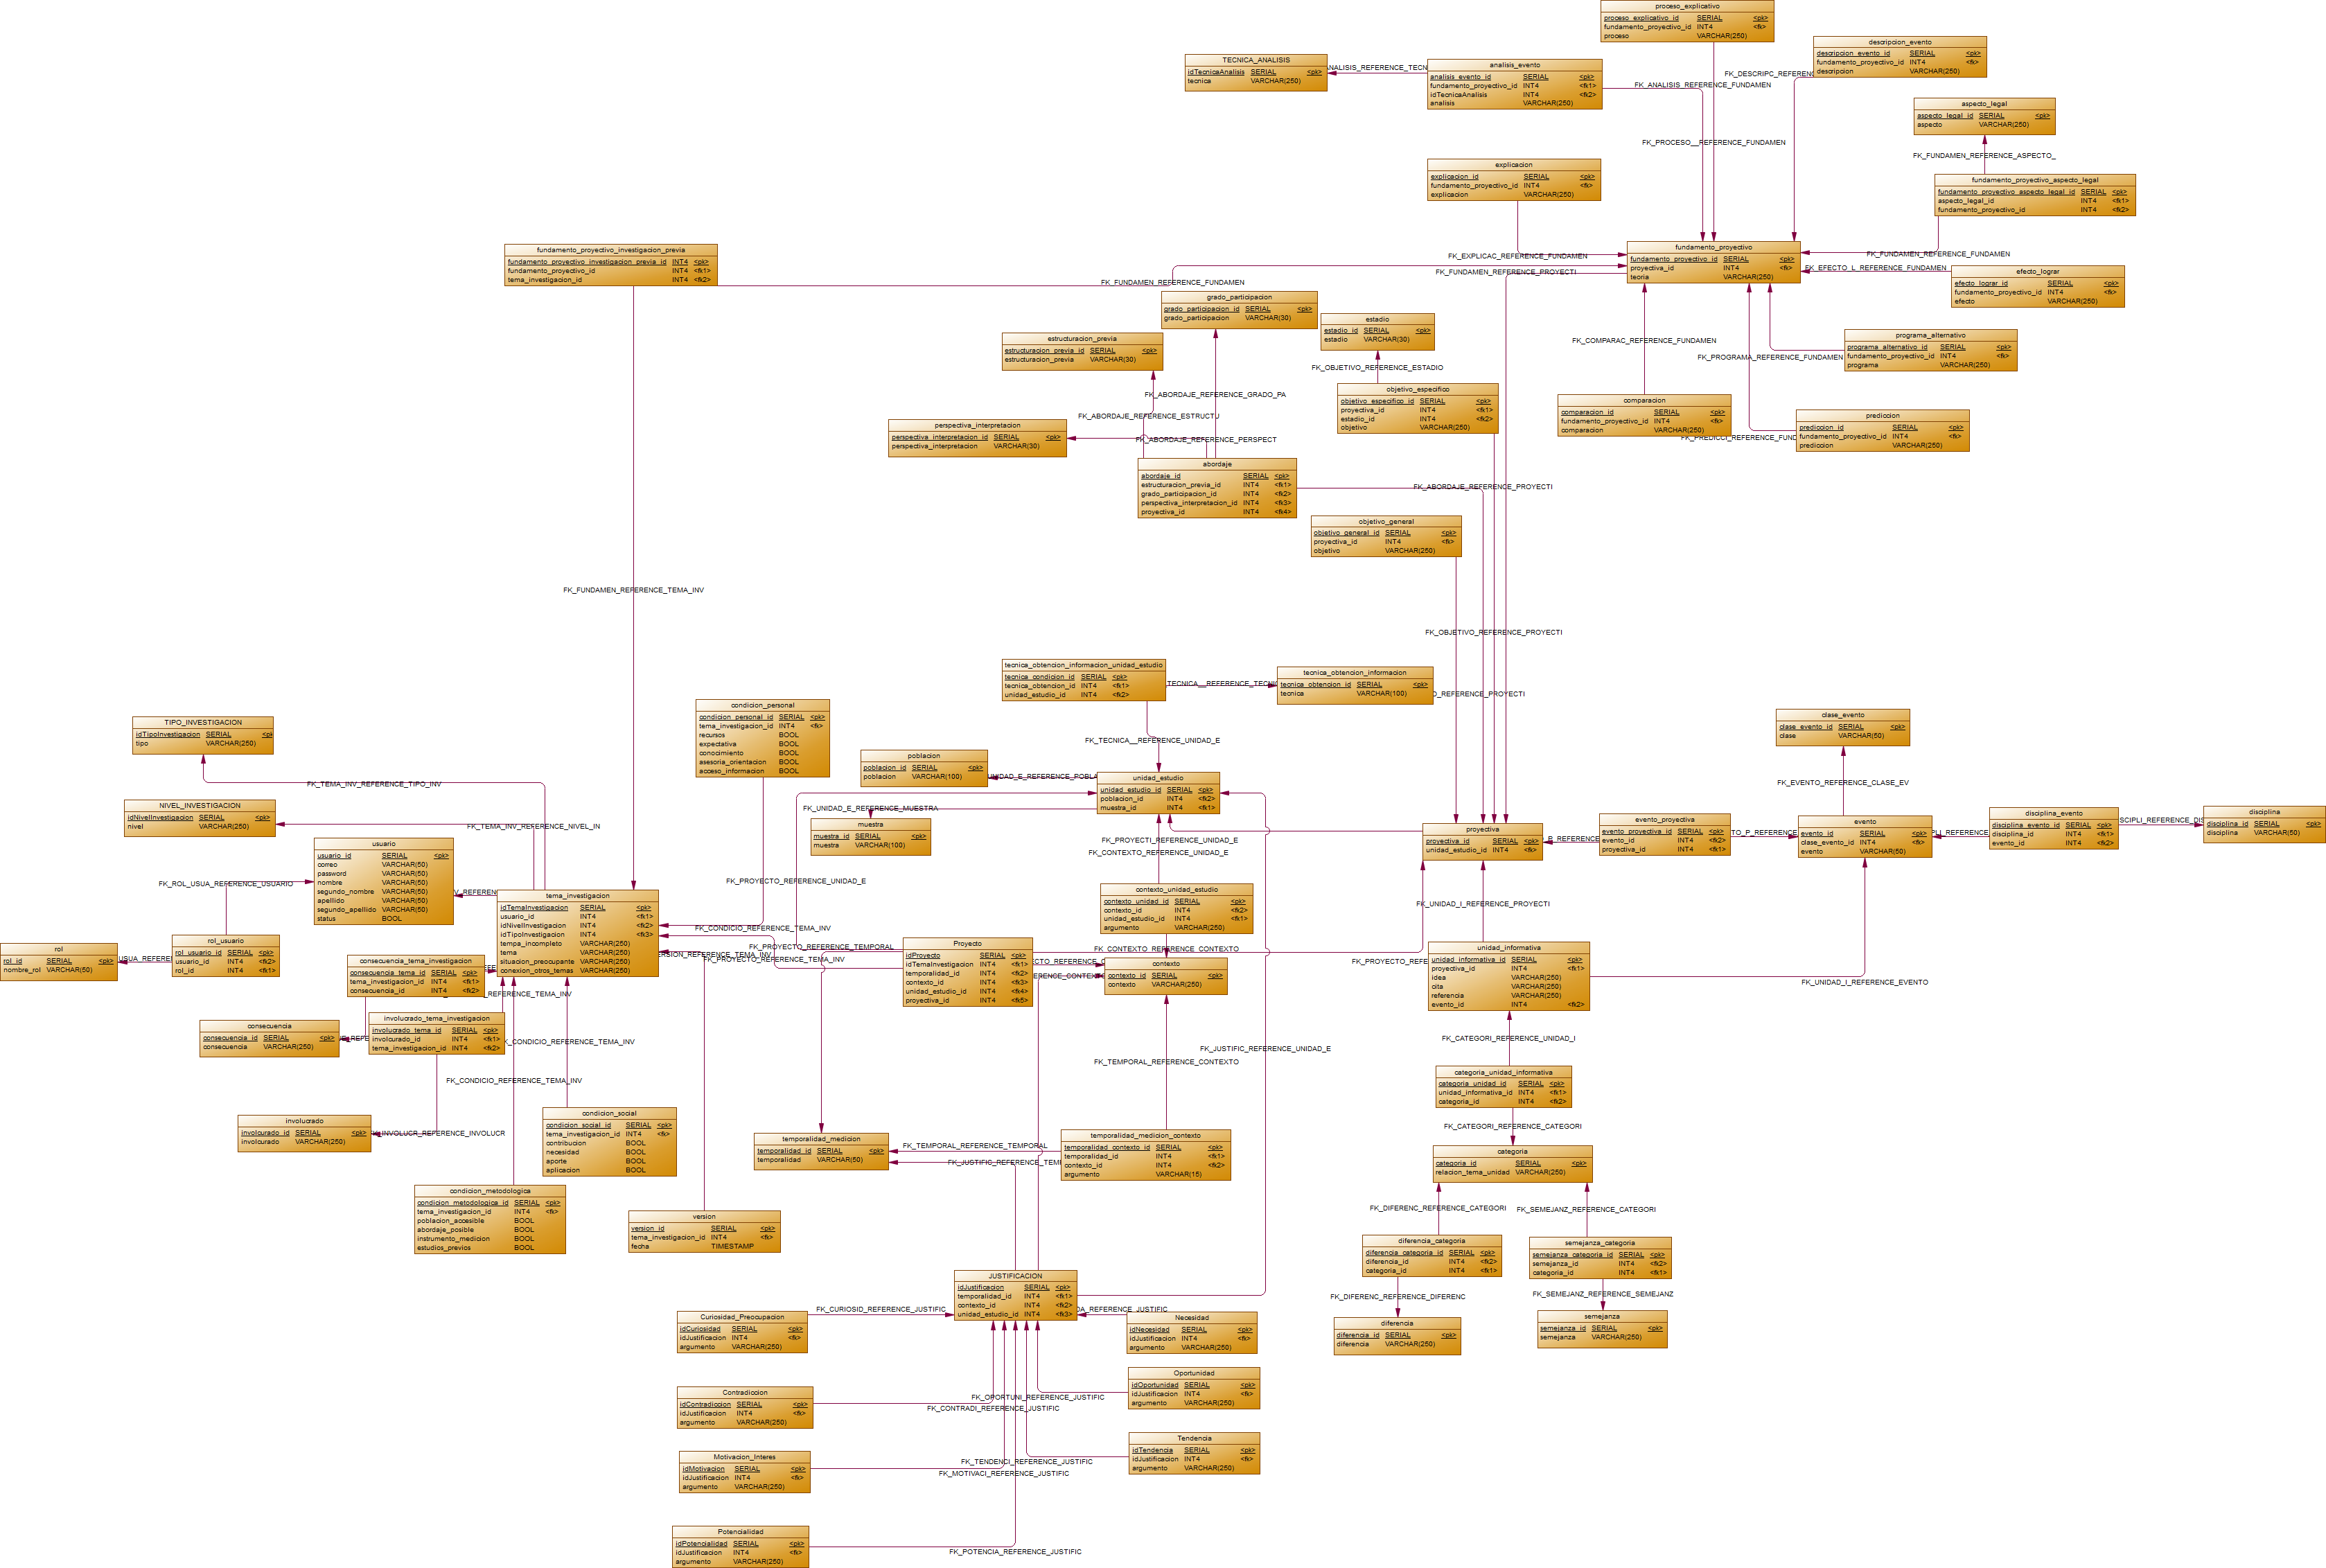 proceso_explicativo
proceso_explicativo_id SERIAL <pk>
fundamento_proyectivo_id INT4 <fk>
proceso VARCHAR(250)
descripcion_evento
descripcion_evento_id SERIAL <pk>
fundamento_proyectivo_id INT4 <fk>
descripcion VARCHAR(250)
TECNICA_ANALISIS
idTecnicaAnalisis SERIAL <pk>
tecnica VARCHAR(250)
analisis_evento
analisis_evento_id SERIAL <pk>
fundamento_proyectivo_id INT4 <fk1>
idTecnicaAnalisis INT4 <fk2>
analisis VARCHAR(250)
FK_ANALISIS_REFERENCE_FUNDAMEN
aspecto_legal
aspecto_legal_id SERIAL <pk>
aspecto VARCHAR(250)
FK_PROCESO__REFERENCE_FUNDAMEN
FK_FUNDAMEN_REFERENCE_ASPECTO_
explicacion
explicacion_id SERIAL <pk>
fundamento_proyectivo_id INT4 <fk>
explicacion VARCHAR(250)
fundamento_proyectivo_aspecto_legal
fundamento_proyectivo_aspecto_legal_id SERIAL <pk>
aspecto_legal_id INT4 <fk1>
fundamento_proyectivo_id INT4 <fk2>
fundamento_proyectivo_investigacion_previa
fundamento_proyectivo_investigacion_previa_id INT4 <pk>
fundamento_proyectivo_id INT4 <fk1>
tema_investigacion_id INT4 <fk2>
fundamento_proyectivo
fundamento_proyectivo_id SERIAL <pk>
proyectiva_id INT4 <fk>
teoria VARCHAR(250)
FK_EXPLICAC_REFERENCE_FUNDAMEN
FK_FUNDAMEN_REFERENCE_FUNDAMEN
FK_EFECTO_L_REFERENCE_FUNDAMEN
FK_FUNDAMEN_REFERENCE_PROYECTI
FK_FUNDAMEN_REFERENCE_FUNDAMEN
efecto_lograr
efecto_lograr_id SERIAL <pk>
fundamento_proyectivo_id INT4 <fk>
efecto VARCHAR(250)
grado_participacion
grado_participacion_id SERIAL <pk>
grado_participacion VARCHAR(30)
estadio
estadio_id SERIAL <pk>
estadio VARCHAR(30)
estructuracion_previa
estructuracion_previa_id SERIAL <pk>
estructuracion_previa VARCHAR(30)
programa_alternativo
programa_alternativo_id SERIAL <pk>
fundamento_proyectivo_id INT4 <fk>
programa VARCHAR(250)
FK_COMPARAC_REFERENCE_FUNDAMEN
FK_PROGRAMA_REFERENCE_FUNDAMEN
FK_OBJETIVO_REFERENCE_ESTADIO
objetivo_especifico
objetivo_especifico_id SERIAL <pk>
proyectiva_id INT4 <fk1>
estadio_id INT4 <fk2>
objetivo VARCHAR(250)
FK_ABORDAJE_REFERENCE_GRADO_PA
FK_ABORDAJE_REFERENCE_ESTRUCTU
FK_ABORDAJE_REFERENCE_PERSPECT
comparacion
comparacion_id SERIAL <pk>
fundamento_proyectivo_id INT4 <fk>
comparacion VARCHAR(250)
prediccion
prediccion_id SERIAL <pk>
fundamento_proyectivo_id INT4 <fk>
prediccion VARCHAR(250)
perspectiva_interpretacion
perspectiva_interpretacion_id SERIAL <pk>
perspectiva_interpretacion VARCHAR(30)
abordaje
abordaje_id SERIAL <pk>
estructuracion_previa_id INT4 <fk1>
grado_participacion_id INT4 <fk2>
perspectiva_interpretacion_id INT4 <fk3>
proyectiva_id INT4 <fk4>
FK_ABORDAJE_REFERENCE_PROYECTI
objetivo_general
objetivo_general_id SERIAL <pk>
proyectiva_id INT4 <fk>
objetivo VARCHAR(250)
FK_FUNDAMEN_REFERENCE_TEMA_INV
FK_OBJETIVO_REFERENCE_PROYECTI
tecnica_obtencion_informacion_unidad_estudio
tecnica_condicion_id SERIAL <pk>
tecnica_obtencion_id INT4 <fk1>
unidad_estudio_id INT4 <fk2>
tecnica_obtencion_informacion
tecnica_obtencion_id SERIAL <pk>
tecnica VARCHAR(100)
O_REFERENCE_PROYECTI
condicion_personal
condicion_personal_id SERIAL <pk>
tema_investigacion_id INT4 <fk>
recursos BOOL
expectativa BOOL
conocimiento BOOL
asesoria_orientacion BOOL
acceso_informacion BOOL
TIPO_INVESTIGACION
idTipoInvestigacion SERIAL <pk
tipo VARCHAR(250)
clase_evento
clase_evento_id SERIAL <pk>
clase VARCHAR(50)
FK_TECNICA__REFERENCE_UNIDAD_E
poblacion
poblacion_id SERIAL <pk>
poblacion VARCHAR(100)
UNIDAD_E_REFERENCE_POBLA
unidad_estudio
unidad_estudio_id SERIAL <pk>
poblacion_id INT4 <fk2>
muestra_id INT4 <fk1>
FK_TEMA_INV_REFERENCE_TIPO_INV
FK_EVENTO_REFERENCE_CLASE_EV
NIVEL_INVESTIGACION
idNivelInvestigacion SERIAL <pk>
nivel VARCHAR(250)
FK_TEMA_INV_REFERENCE_NIVEL_IN
FK_UNIDAD_E_REFERENCE_MUESTRA
muestra
muestra_id SERIAL <pk>
muestra VARCHAR(100)
proyectiva
proyectiva_id SERIAL <pk>
unidad_estudio_id INT4 <fk>
evento_proyectiva
evento_proyectiva_id SERIAL <pk>
evento_id INT4 <fk2>
proyectiva_id INT4 <fk1>
evento
evento_id SERIAL <pk>
clase_evento_id INT4 <fk>
evento VARCHAR(50)
disciplina_evento
disciplina_evento_id SERIAL <pk>
disciplina_id INT4 <fk1>
evento_id INT4 <fk2>
disciplina
disciplina_id SERIAL <pk>
disciplina VARCHAR(50)
usuario
usuario_id SERIAL <pk>
correo VARCHAR(50)
password VARCHAR(50)
nombre VARCHAR(50)
segundo_nombre VARCHAR(50)
apellido VARCHAR(50)
segundo_apellido VARCHAR(50)
status BOOL
FK_PROYECTI_REFERENCE_UNIDAD_E
FK_CONTEXTO_REFERENCE_UNIDAD_E
FK_PROYECTO_REFERENCE_UNIDAD_E
FK_ROL_USUA_REFERENCE_USUARIO
tema_investigacion
idTemaInvestigacion SERIAL <pk>
usuario_id INT4 <fk1>
idNivelInvestigacion INT4 <fk2>
idTipoInvestigacion INT4 <fk3>
tempa_incompleto VARCHAR(250)
tema VARCHAR(250)
situacion_preocupante VARCHAR(250)
conexion_otros_temas VARCHAR(250)
contexto_unidad_estudio
contexto_unidad_id SERIAL <pk>
contexto_id INT4 <fk2>
unidad_estudio_id INT4 <fk1>
argumento VARCHAR(250)
FK_UNIDAD_I_REFERENCE_PROYECTI
FK_CONDICIO_REFERENCE_TEMA_INV
FK_PROYECTO_REFERENCE_TEMPORAL
FK_PROYECTO_REFERENCE_TEMA_INV
FK_CONTEXTO_REFERENCE_CONTEXTO
rol
rol_id SERIAL <pk>
nombre_rol VARCHAR(50)
rol_usuario
rol_usuario_id SERIAL <pk>
usuario_id INT4 <fk2>
rol_id INT4 <fk1>
Proyecto
idProyecto SERIAL <pk>
idTemaInvestigacion INT4 <fk1>
temporalidad_id INT4 <fk2>
contexto_id INT4 <fk3>
unidad_estudio_id INT4 <fk4>
proyectiva_id INT4 <fk5>
contexto
contexto_id SERIAL <pk>
contexto VARCHAR(250)
unidad_informativa
unidad_informativa_id SERIAL <pk>
proyectiva_id INT4 <fk1>
idea VARCHAR(250)
cita VARCHAR(250)
referencia VARCHAR(250)
evento_id INT4 <fk2>
FK_UNIDAD_I_REFERENCE_EVENTO
consecuencia_tema_investigacion
consecuencia_tema_id SERIAL <pk>
tema_investigacion_id INT4 <fk1>
consecuencia_id INT4 <fk2>
involucrado_tema_investigacion
involucrado_tema_id SERIAL <pk>
involcurado_id INT4 <fk1>
tema_investigacion_id INT4 <fk2>
consecuencia
consecuencia_id SERIAL <pk>
consecuencia VARCHAR(250)
K_CONDICIO_REFERENCE_TEMA_INV
FK_CONDICIO_REFERENCE_TEMA_INV
FK_JUSTIFIC_REFERENCE_UNIDAD_E
FK_TEMPORAL_REFERENCE_CONTEXTO
FK_CATEGORI_REFERENCE_UNIDAD_I
categoria_unidad_informativa
categoria_unidad_id SERIAL <pk>
unidad_informativa_id INT4 <fk1>
categoria_id INT4 <fk2>
FK_CATEGORI_REFERENCE_CATEGORI
involucrado
involcurado_id SERIAL <pk>
involcurado VARCHAR(250)
condicion_social
condicion_social_id SERIAL <pk>
tema_investigacion_id INT4 <fk>
contribucion BOOL
necesidad BOOL
aporte BOOL
aplicacion BOOL
temporalidad_medicion
temporalidad_id SERIAL <pk>
temporalidad VARCHAR(50)
FK_TEMPORAL_REFERENCE_TEMPORAL
temporalidad_medicion_contexto
temporalidad_contexto_id SERIAL <pk>
temporalidad_id INT4 <fk1>
contexto_id INT4 <fk2>
argumento VARCHAR(15)
categoria
categoria_id SERIAL <pk>
relacion_tema_unidad VARCHAR(250)
condicion_metodologica
condicion_metodologica_id SERIAL <pk>
tema_investigacion_id INT4 <fk>
poblacion_accesible BOOL
abordaje_posible BOOL
instrumento_medicion BOOL
estudios_previos BOOL
version
version_id SERIAL <pk>
tema_investigacion_id INT4 <fk>
fecha TIMESTAMP
FK_DIFERENC_REFERENCE_CATEGORI
FK_SEMEJANZ_REFERENCE_CATEGORI
diferencia_categoria
diferencia_categoria_id SERIAL <pk>
diferencia_id INT4 <fk2>
categoria_id INT4 <fk1>
semejanza_categoria
semejanza_categoria_id SERIAL <pk>
semejanza_id INT4 <fk2>
categoria_id INT4 <fk1>
JUSTIFICACION
idJustificacion SERIAL <pk>
temporalidad_id INT4 <fk1>
contexto_id INT4 <fk2>
unidad_estudio_id INT4 <fk3>
FK_DIFERENC_REFERENCE_DIFERENC
FK_SEMEJANZ_REFERENCE_SEMEJANZ
FK_CURIOSID_REFERENCE_JUSTIFIC
DA_REFERENCE_JUSTIFIC
Curiosidad_Preocupacion
idCuriosidad SERIAL <pk>
idJustificacion INT4 <fk>
argumento VARCHAR(250)
Necesidad
idNecesidad SERIAL <pk>
idJustificacion INT4 <fk>
argumento VARCHAR(250)
diferencia
diferencia_id SERIAL <pk>
diferencia VARCHAR(250)
semejanza
semejanza_id SERIAL <pk>
semejanza VARCHAR(250)
Contradiccion
idContradiccion SERIAL <pk>
idJustificacion INT4 <fk>
argumento VARCHAR(250)
Oportunidad
idOportunidad SERIAL <pk>
idJustificacion INT4 <fk>
argumento VARCHAR(250)
FK_OPORTUNI_REFERENCE_JUSTIFIC
FK_CONTRADI_REFERENCE_JUSTIFIC
Tendencia
idTendencia SERIAL <pk>
idJustificacion INT4 <fk>
argumento VARCHAR(250)
Motivacion_Interes
idMotivacion SERIAL <pk>
idJustificacion INT4 <fk>
argumento VARCHAR(250)
FK_TENDENCI_REFERENCE_JUSTIFIC
FK_MOTIVACI_REFERENCE_JUSTIFIC
Potencialidad
idPotencialidad SERIAL <pk>
idJustificacion INT4 <fk>
argumento VARCHAR(250)
FK_POTENCIA_REFERENCE_JUSTIFIC